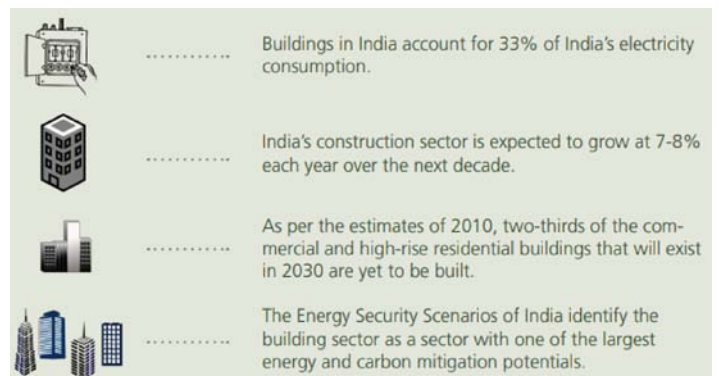 Buildings in India account for 33% of India's electricity
consumption.
India's construction sector is expected to grow at 7-8%
each year over the next decade.
As per the estimates of 2010, two-thirds of the com-
mercial and high-rise residential buildings that will exist
in 2030 are yet to be built.
The Energy Security Scenarios of India identify the
building sector as a sector with one of the largest
energy and carbon mitigation potentials.